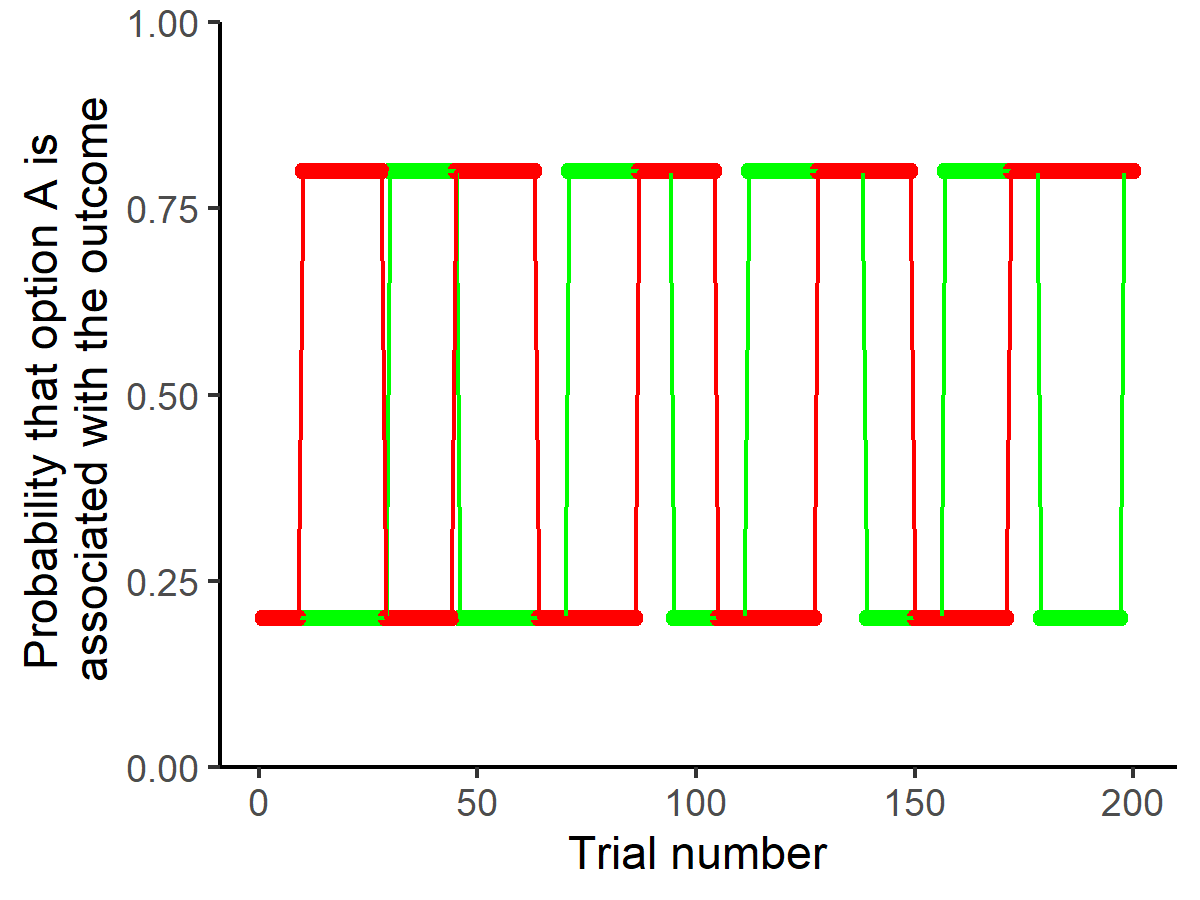 Probability that option A is
associated with the outcome
1.00
0.75
0.50
0.25
0.00
0 50 100 150 200
Trial number